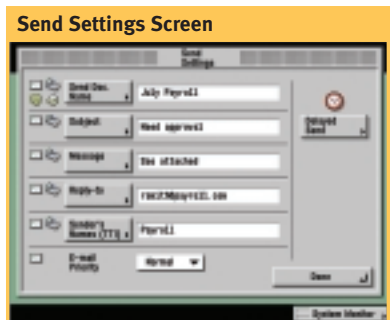 Send Settings Screen
Send
Settings
Send Doc.
Name
July Payroll
Subject
Need approval
Message
See attached
Reply-to
Sender's
Names (TTI)
Payroll
E-mail
Priority
Normal
Delayed
Send
Done
System Monitor